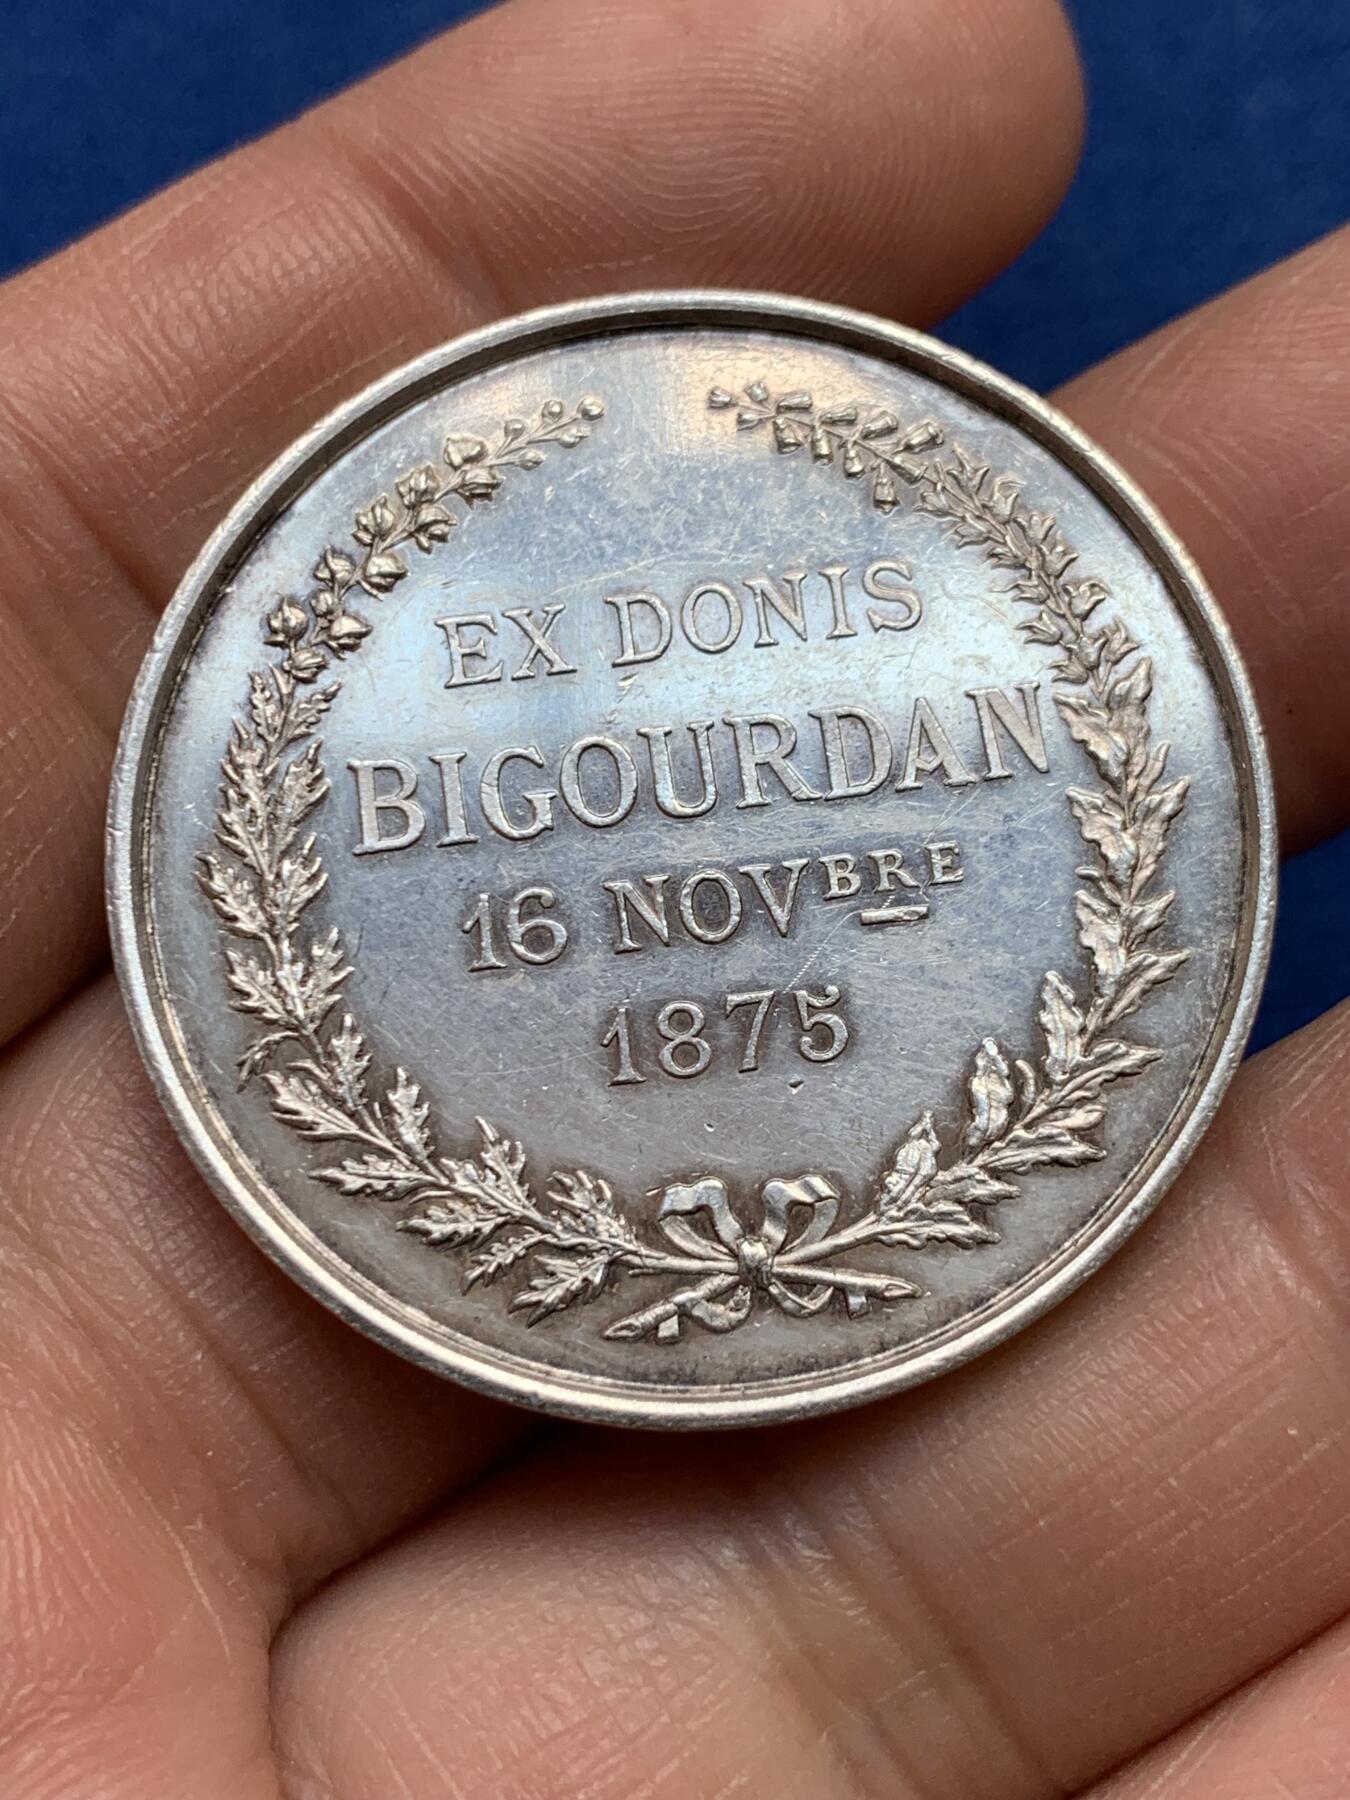 EX DONIS
BIGOURDAN
16 NOVBRE
1875